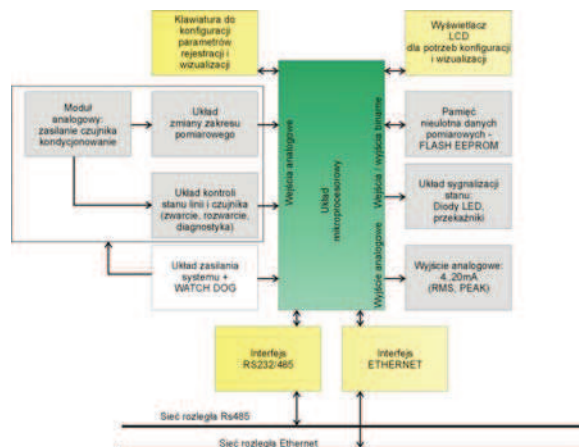 Klawiatura do
konfiguracji
parametrów
rejestracji i
wizualizacji
Wyświetlacz
LCD
dla potrzeb konfiguracji
i wizualizacji
Moduł
analogowy:
zasilanie czujnika
kondycjonowanie
Układ
zmiany zakresu
pomiarowego
Układ kontroli
stanu linii i czujnika
(zwarcie, rozwarcie,
diagnostyka)
Układ zasilania
systemu +
WATCH DOG
Wejścia analogowe
Układ
mikroprocesorowy
Wejścia / wyjścia binarne
Wyjście analogowe
Pamięć
nieulotna danych
pomiarowych -
FLASH EEPROM
Układ sygnalizacji
stanu:
Diody LED,
przekaźniki
Wyjście analogowe:
4..20mA
(RMS, PEAK)
Interfejs
RS232/485
Interfejs
ETHERNET
Sieć rozległa Rs485
Sieć rozległa Ethernet